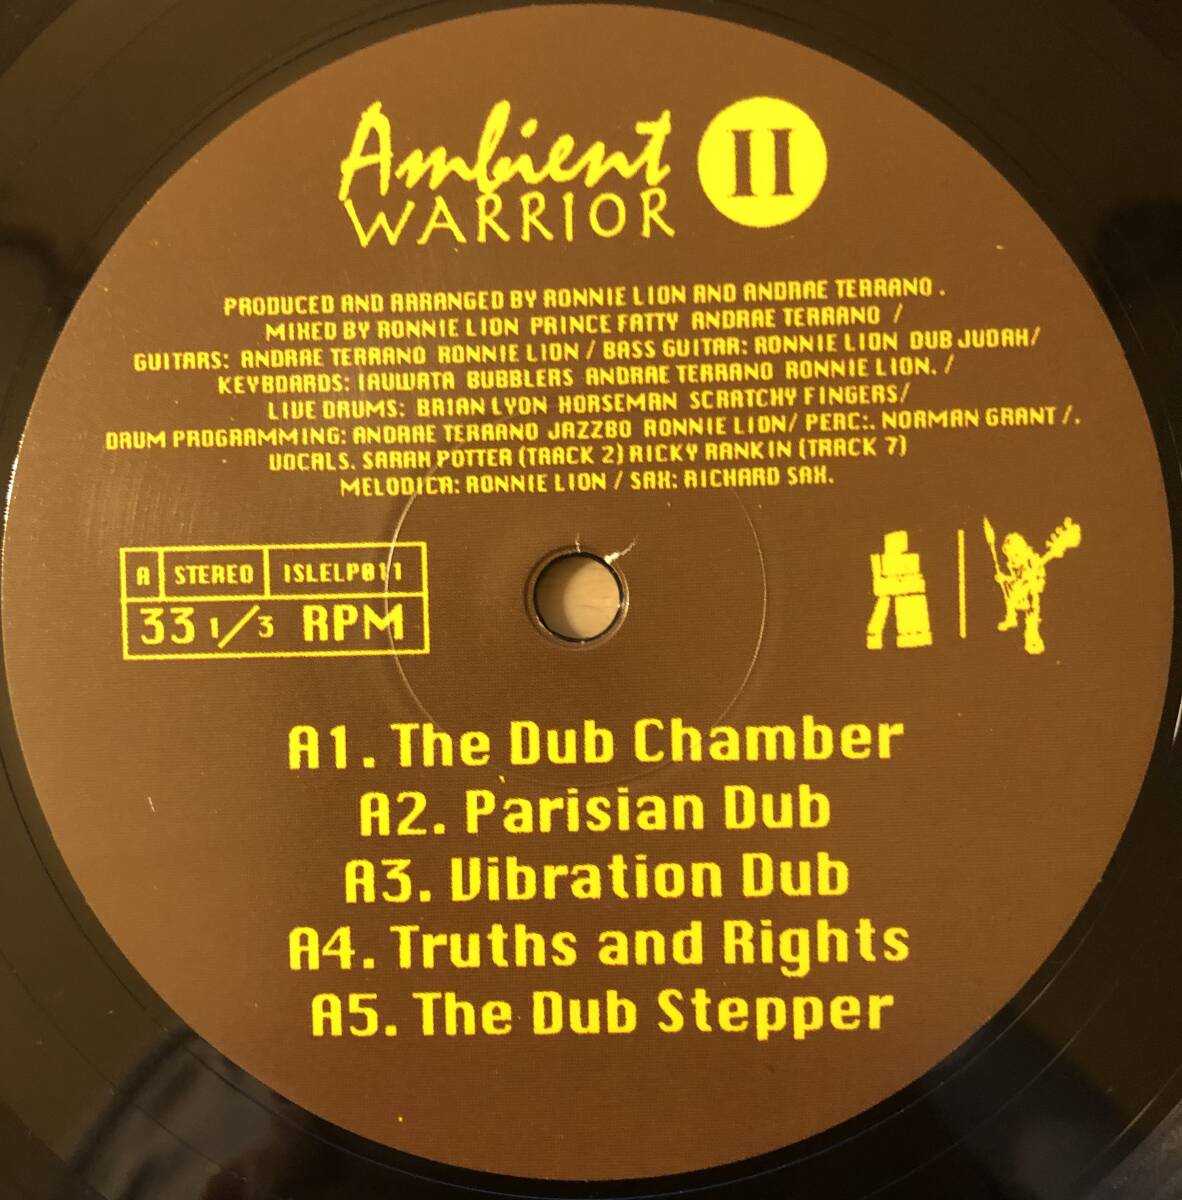 Ambient
WARRIOR
II
PRODUCED AND ARRANGED BY RONNIE LION AND ANDRAE TERRANO .
MIXED BY RONNIE LION PRINCE FATTY ANDRAE TERRANO /
GUITARS: ANDRAE TERRANO RONNIE LION / BASS GUITAR: RONNIE LION DUB JUDAH/
KEYBOARDS: IAUWATA BUBBLERS ANDRAE TERRANO RONNIE LION. /
LIVE DRUMS: BRIAN LYON HORSEMAN SCRATCHY FINGERS/
DRUM PROGRAMMING: ANDRAE TERRANO JAZZBO RONNIE LION/ PERC:. NORMAN GRANT /.
VOCALS. SARAH POTTER (TRACK 2) RICKY RANKIN (TRACK 7)
MELODICA: RONNIE LION / SAX: RICHARD SAX.
A STEREO ISLELP011
33 1/3 RPM
A1. The Dub Chamber
A2. Parisian Dub
A3. Vibration Dub
A4. Truths and Rights
A5. The Dub Stepper